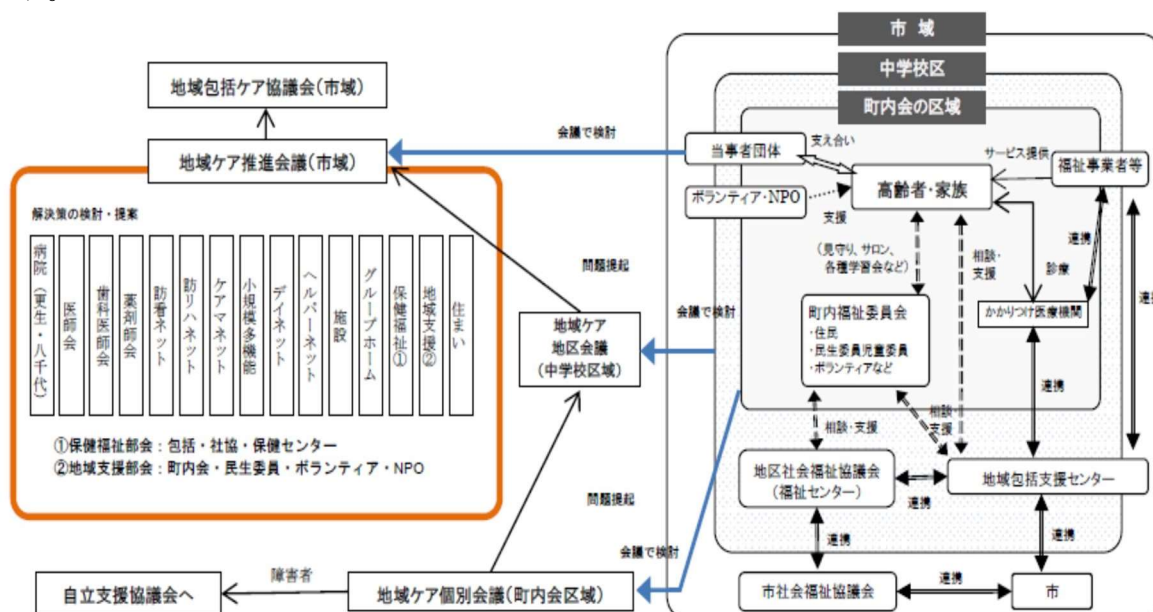 市 域
中学校区
町内会の区域
地域包括ケア協議会(市域)
地域ケア推進会議(市域)
会議で検討
当事者団体
支え合い
サービス提供
福祉事業者等
高齢者・家族
ボランティア・NPO
支援
(見守り、サロン、
各種学習会など)
相談・
支援
診療
連携
連携
かかりつけ医療機関
解決策の検討・提案
病院(更生・八千代)
医師会
歯科医師会
薬剤師会
訪看ネット
訪リハネット
ケアマネット
小規模多機能
デイネット
ヘルパーネット
施設
グループホーム
保健福祉①
地域支援②
住まい
①保健福祉部会:包括・社協・保健センター
②地域支援部会:町内会・民生委員・ボランティア・NPO
問題提起
地域ケア
地区会議
(中学校区域)
会議で検討
町内福祉委員会
・住民
・民生委員児童委員
・ボランティアなど
連携
相談・支援
相談・
支援
地区社会福祉協議会
(福祉センター)
連携
地域包括支援センター
問題提起
会議で検討
連携
連携
自立支援協議会へ
障害者
地域ケア個別会議(町内会区域)
市社会福祉協議会
連携
市